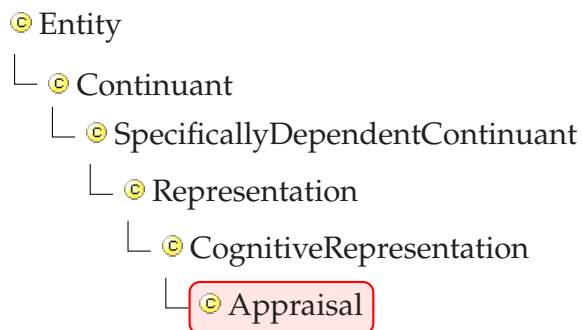 © Entity
© Continuant
© SpecificallyDependentContinuant
© Representation
© CognitiveRepresentation
© Appraisal